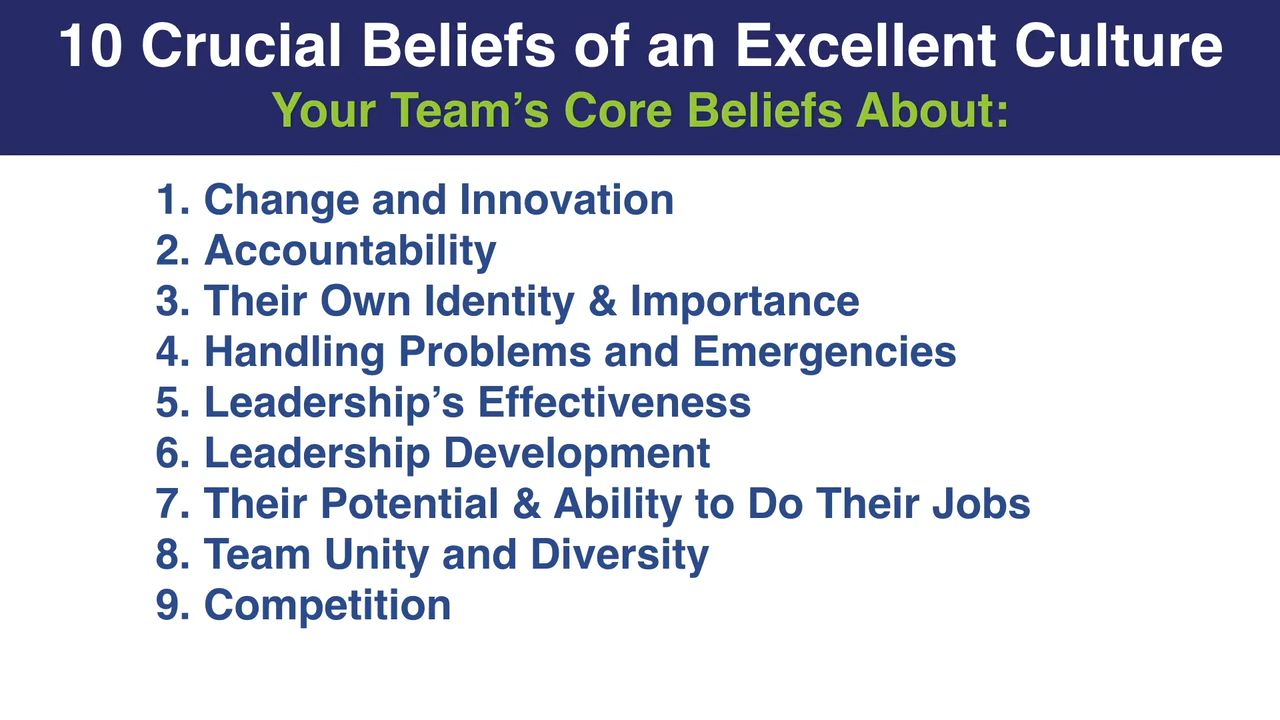 10 Crucial Beliefs of an Excellent Culture
Your Team’s Core Beliefs About:
1. Change and Innovation
2. Accountability
3. Their Own Identity & Importance
4. Handling Problems and Emergencies
5. Leadership’s Effectiveness
6. Leadership Development
7. Their Potential & Ability to Do Their Jobs
8. Team Unity and Diversity
9. Competition